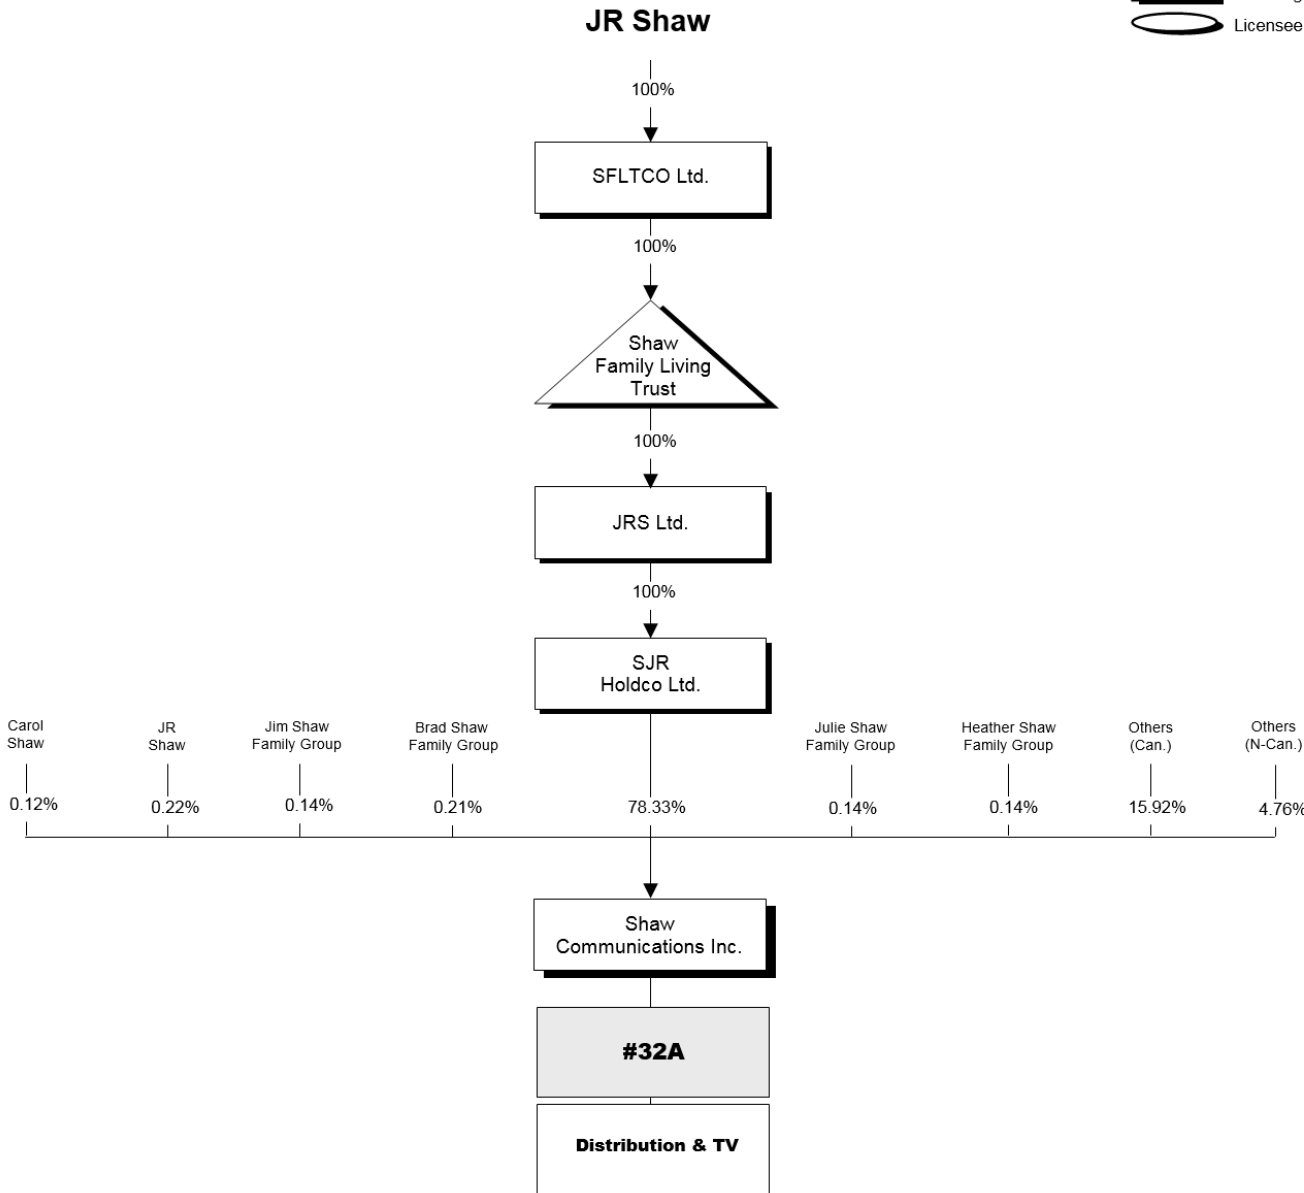 JR Shaw
Licensee
100%
SFLTCO Ltd.
100%
Shaw
Family Living
Trust
100%
JRS Ltd.
100%
SJR
Holdco Ltd.
Carol
Shaw
JR
Shaw
Jim Shaw
Family Group
Brad Shaw
Family Group
Julie Shaw
Family Group
Heather Shaw
Family Group
Others
(Can.)
Others
(N-Can.)
0.12%
0.22%
0.14%
0.21%
78.33%
0.14%
0.14%
15.92%
4.76%
Shaw
Communications Inc.
#32A
Distribution & TV